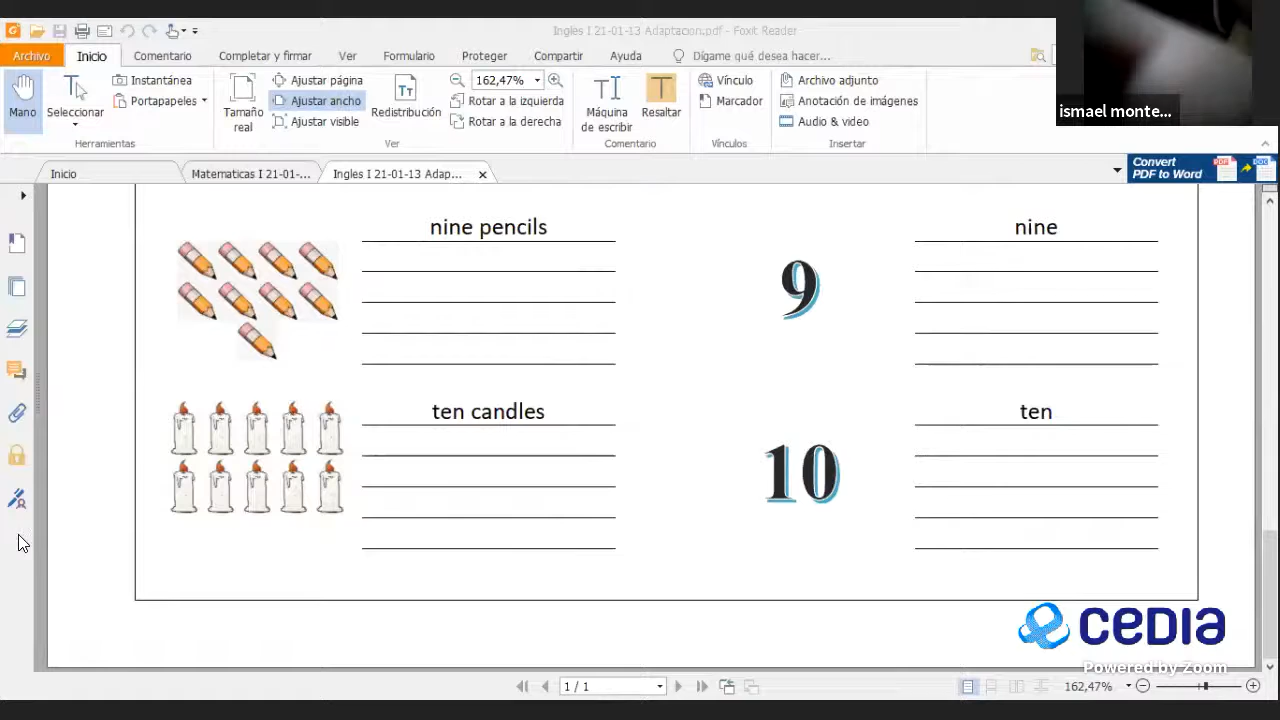 Ingles I 21-01-13 Adaptacion.pdf - Foxit Reader
Archivo Inicio Comentario Completar y firmar Ver Formulario Proteger Compartir Ayuda Dígame qué desea hacer...
ismael monte...
Mano
Seleccionar
Instantánea
Portapapeles
Herramientas
Tamaño real
Ajustar página
Ajustar ancho
Ajustar visible
Redistribución
162,47%
Rotar a la izquierda
Rotar a la derecha
Ver
Máquina de escribir
Resaltar
Comentario
Vínculo
Marcador
Vínculos
Archivo adjunto
Anotación de imágenes
Audio & video
Insertar
Inicio
Matematicas I 21-01-...
Ingles I 21-01-13 Adap...
Convert
PDF to Word
nine pencils
9
nine
ten candles
10
ten
CEDIA
Powered by Zoom
1 / 1
162,47%